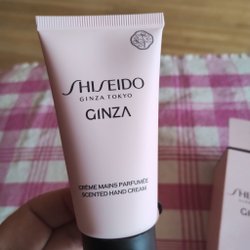 SHISEIDO
GINZA TOKYO
GINZA
CRÈME MAINS PARFUMÉE
SCENTED HAND CREAM